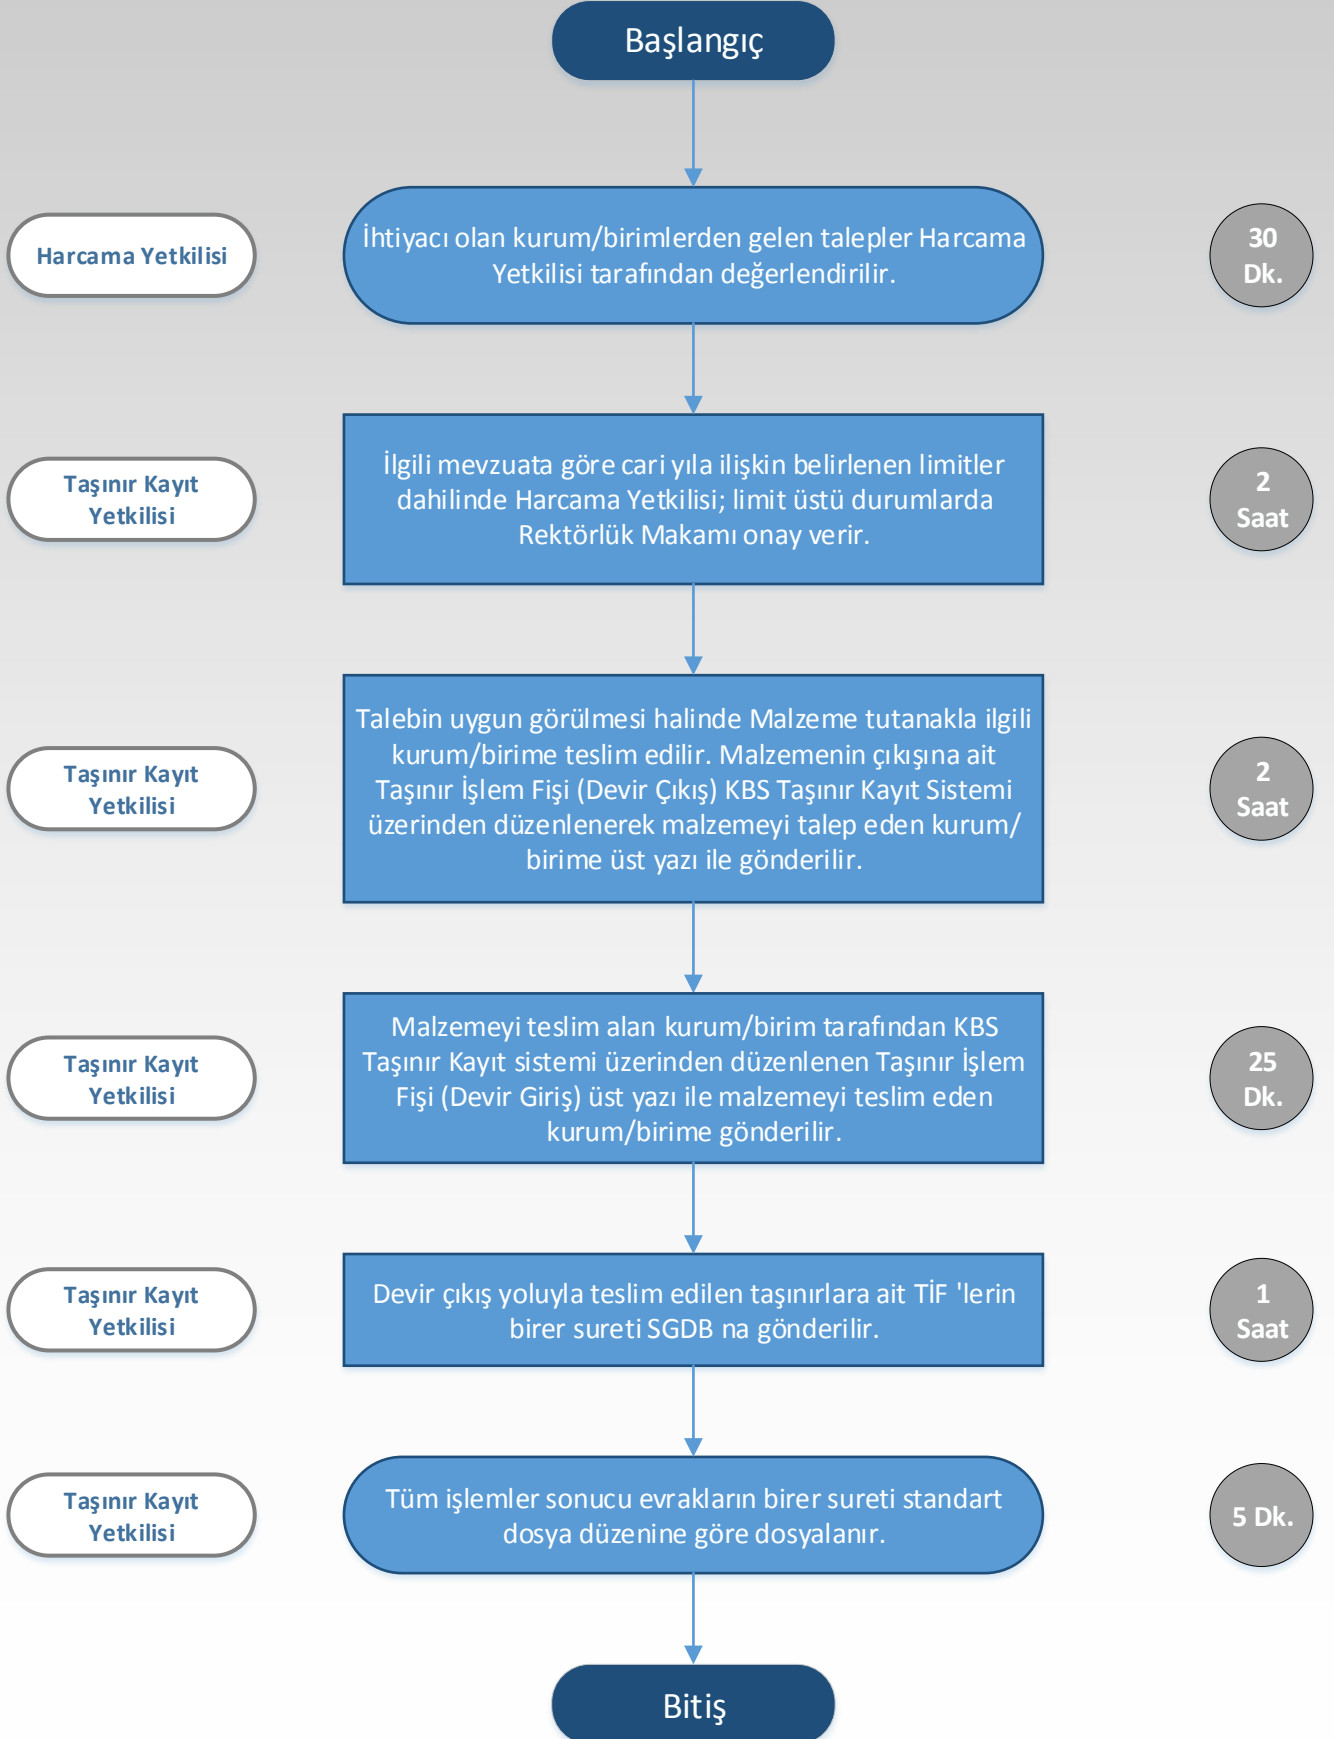 Başlangıç
Harcama Yetkilisi
İhtiyacı olan kurum/birimlerden gelen talepler Harcama
Yetkilisi tarafından değerlendirilir.
30
Dk.
Taşınır Kayıt
Yetkilisi
İlgili mevzuata göre cari yıla ilişkin belirlenen limitler
dahilinde Harcama Yetkilisi; limit üstü durumlarda
Rektörlük Makamı onay verir.
2
Saat
Taşınır Kayıt
Yetkilisi
Talebin uygun görülmesi halinde Malzeme tutanakla ilgili
kurum/birime teslim edilir. Malzemenin çıkışına ait
Taşınır İşlem Fişi (Devir Çıkış) KBS Taşınır Kayıt Sistemi
üzerinden düzenlenerek malzemeyi talep eden kurum/
birime üst yazı ile gönderilir.
2
Saat
Taşınır Kayıt
Yetkilisi
Malzemeyi teslim alan kurum/birim tarafından KBS
Taşınır Kayıt sistemi üzerinden düzenlenen Taşınır İşlem
Fişi (Devir Giriş) üst yazı ile malzemeyi teslim eden
kurum/birime gönderilir.
25
Dk.
Taşınır Kayıt
Yetkilisi
Devir çıkış yoluyla teslim edilen taşınırlara ait TİF 'lerin
birer sureti SGDB na gönderilir.
1
Saat
Taşınır Kayıt
Yetkilisi
Tüm işlemler sonucu evrakların birer sureti standart
dosya düzenine göre dosyalanır.
5 Dk.
Bitiş